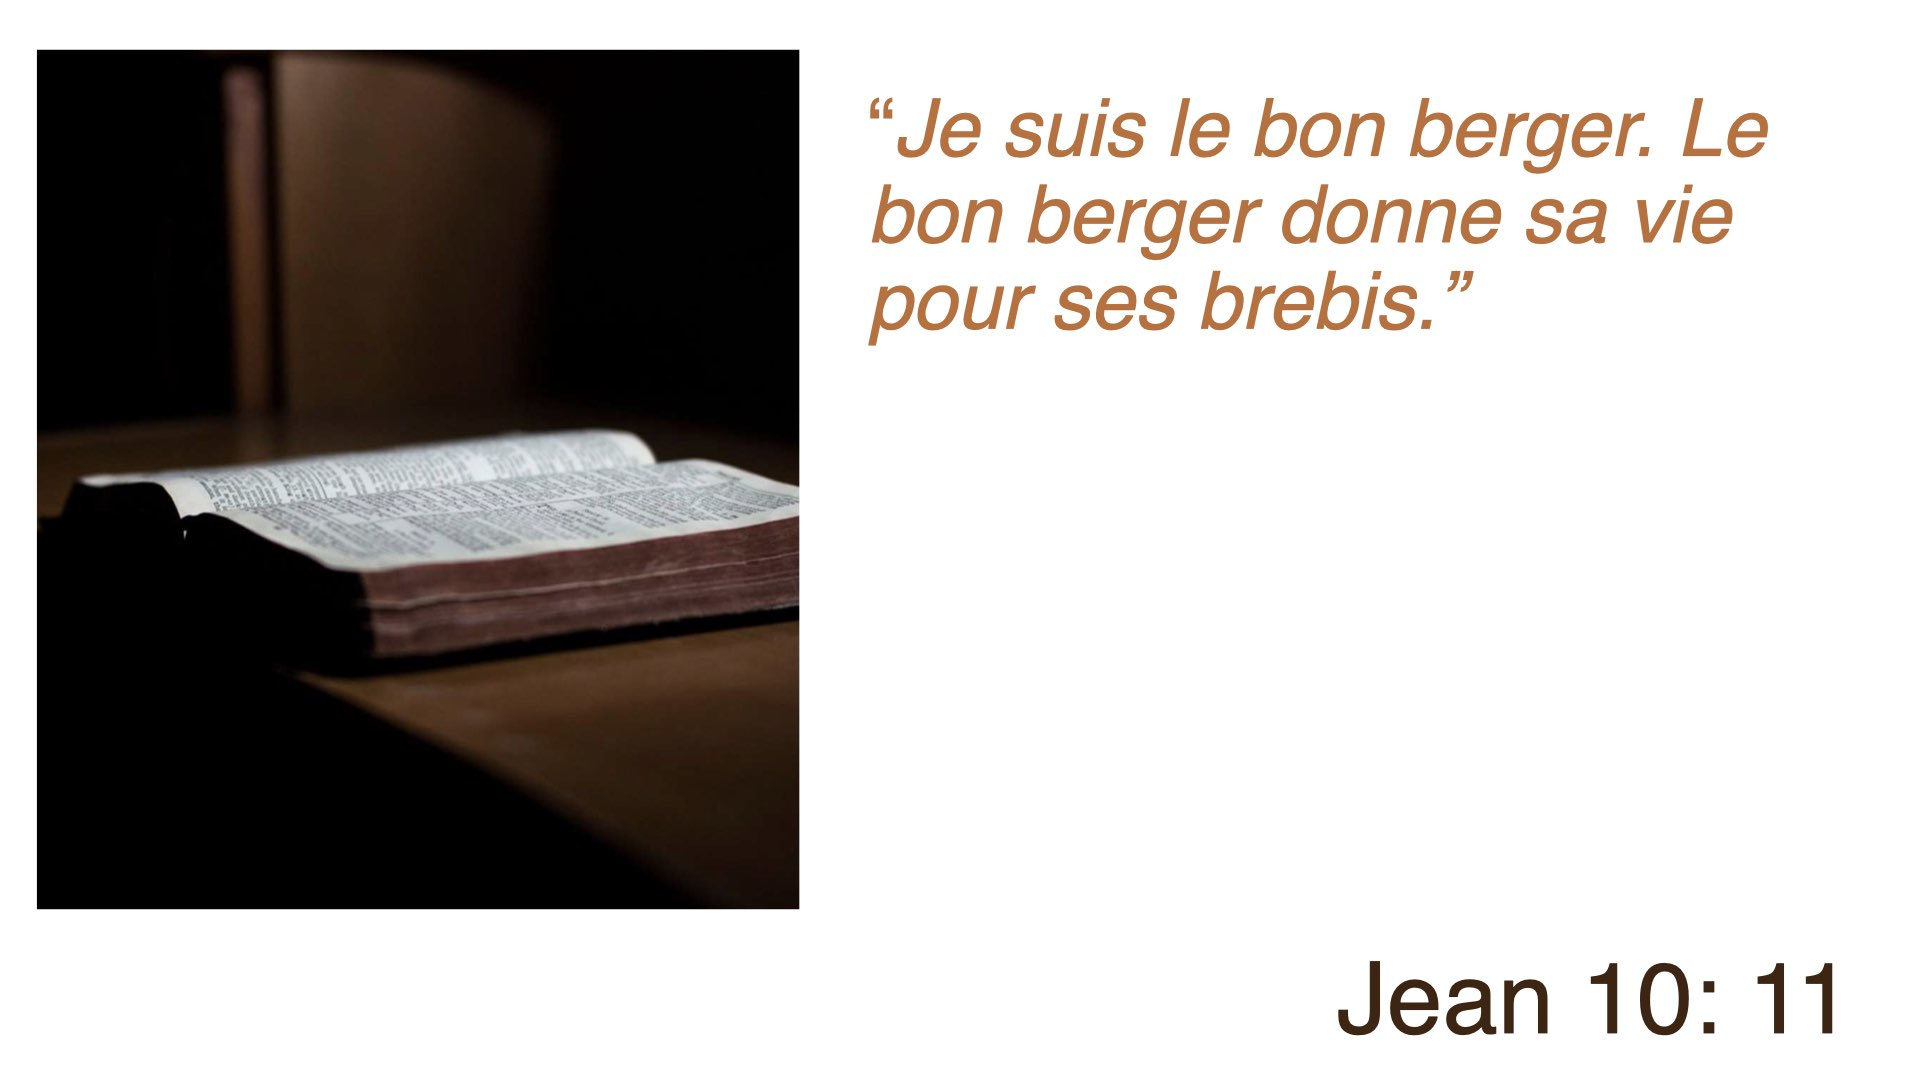 “Je suis le bon berger. Le
bon berger donne sa vie
pour ses brebis.”
Jean 10: 11